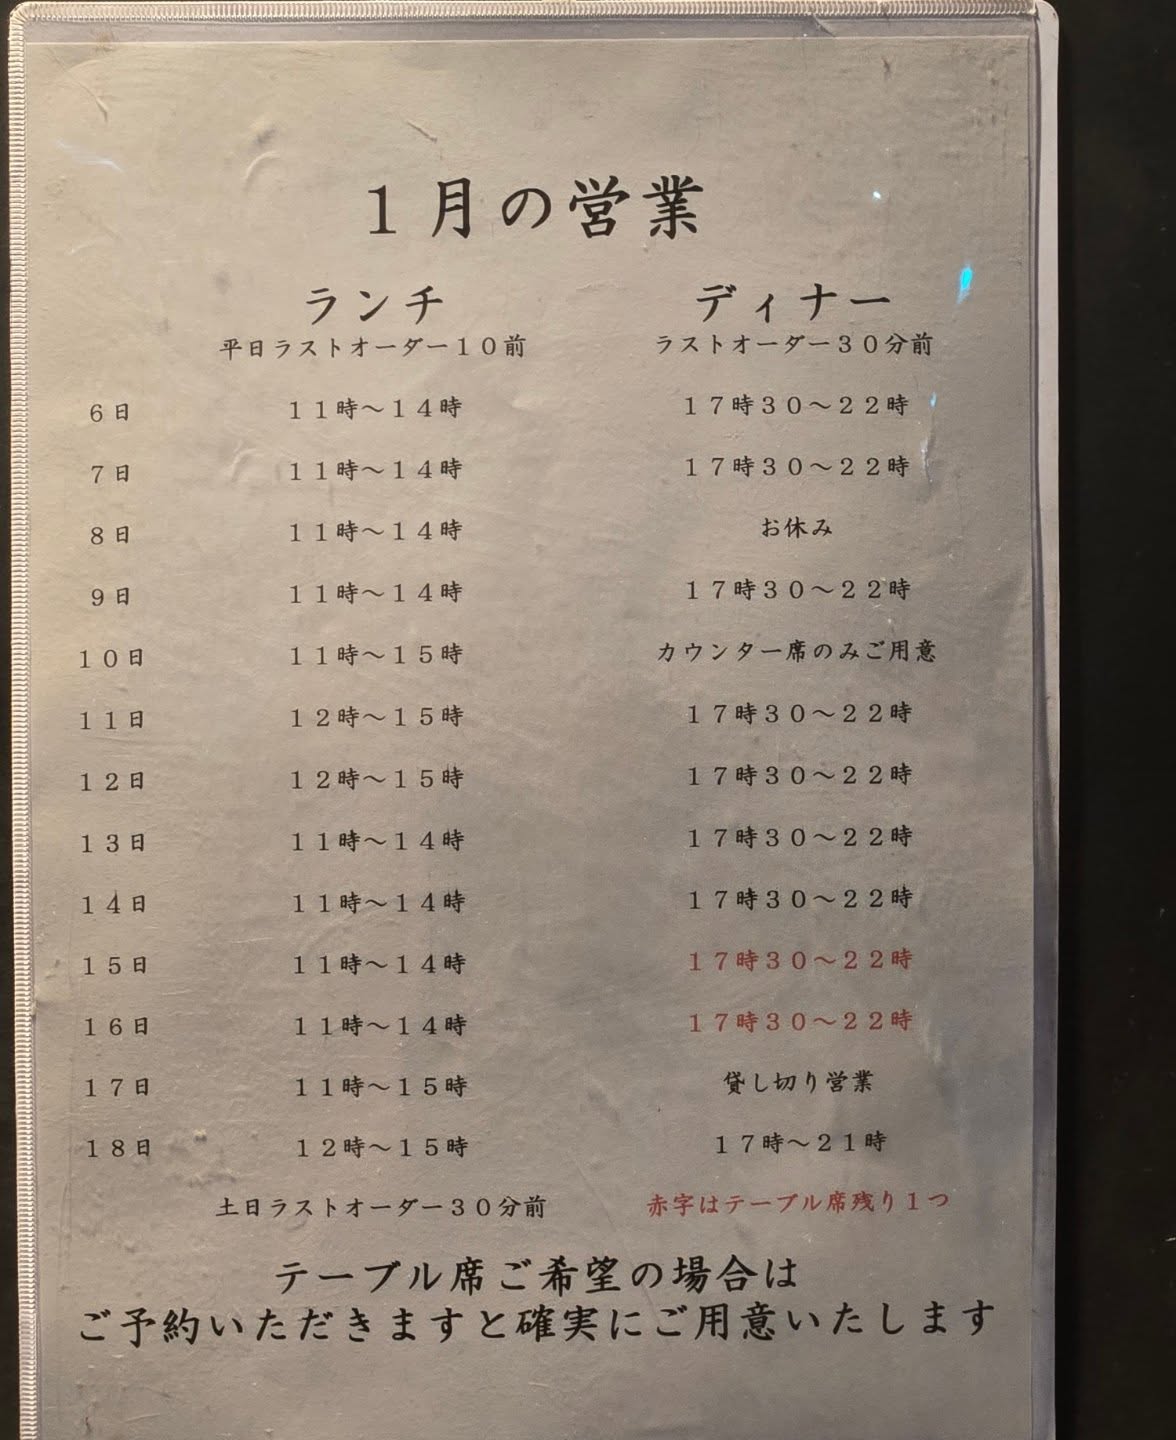 １月の営業
ランチ ディナー
平日ラストオーダー１０前 ラストオーダー３０分前
６日 １１時～１４時 １７時３０～２２時
７日 １１時～１４時 １７時３０～２２時
８日 １１時～１４時 お休み
９日 １１時～１４時 １７時３０～２２時
１０日 １１時～１５時 カウンター席のみご用意
１１日 １２時～１５時 １７時３０～２２時
１２日 １２時～１５時 １７時３０～２２時
１３日 １１時～１４時 １７時３０～２２時
１４日 １１時～１４時 １７時３０～２２時
１５日 １１時～１４時 １７時３０～２２時
１６日 １１時～１４時 １７時３０～２２時
１７日 １１時～１５時 貸し切り営業
１８日 １２時～１５時 １７時～２１時
土日ラストオーダー３０分前 赤字はテーブル席残り１つ
テーブル席ご希望の場合は
ご予約いただきますと確実にご用意いたします